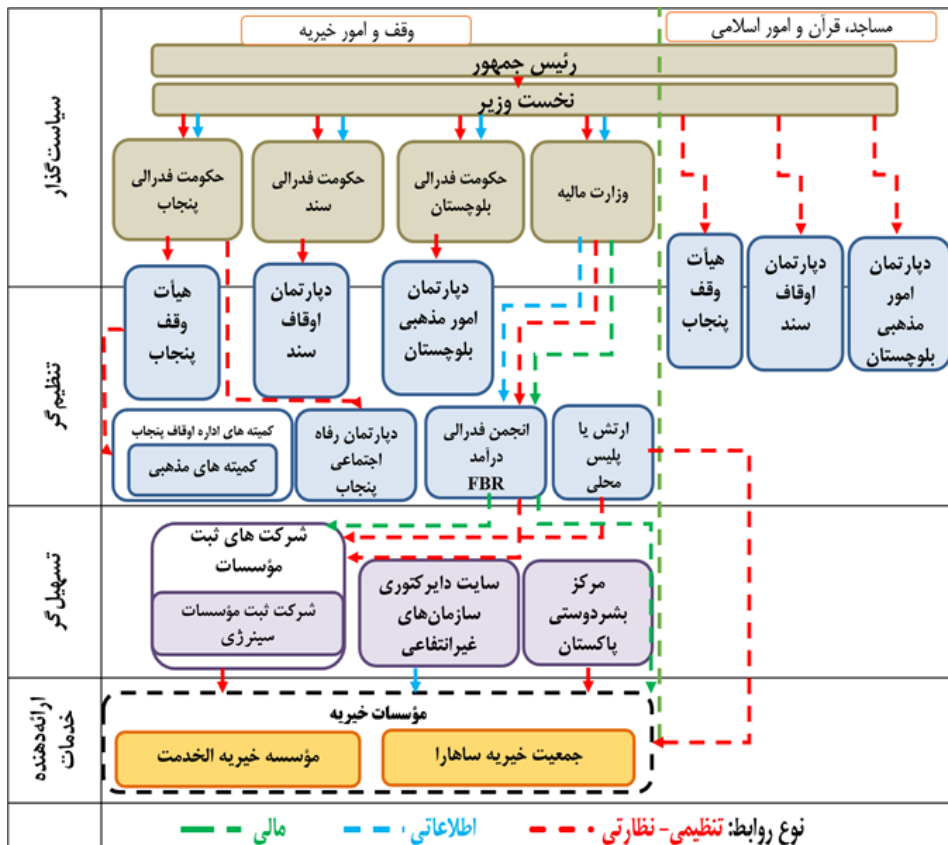 مساجد، قرآن و امور اسلامی
وقف و امور خیریه
رئیس جمهور
نخست وزیر
سیاست‌گذار
حکومت فدرالی
پنجاب
حکومت فدرالی
سند
حکومت فدرالی
بلوچستان
وزارت مالیه
هیأت
وقف
پنجاب
دپارتمان
اوقاف
سند
دپارتمان
امور
مذهبی
بلوچستان
تنظیم‌گر
هیأت
وقف
پنجاب
دپارتمان
اوقاف
سند
دپارتمان
امور مذهبی
بلوچستان
کمیته های اداره اوقاف پنجاب
کمیته های مذهبی
دپارتمان رفاه
اجتماعی
پنجاب
انجمن فدرالی
درآمد
FBR
ارتش یا
پلیس
محلی
تسهیل‌گر
شرکت های ثبت
مؤسسات
شرکت ثبت مؤسسات
سینرژی
سایت دایرکتوری
سازمان‌های
غیرانتفاعی
مرکز
بشردوستی
پاکستان
ارائه‌دهنده
خدمات
مؤسسات خیریه
مؤسسه خیریه الخدمت
جمعیت خیریه ساهارا
نوع روابط: تنظیمی- نظارتی
اطلاعاتی
مالی